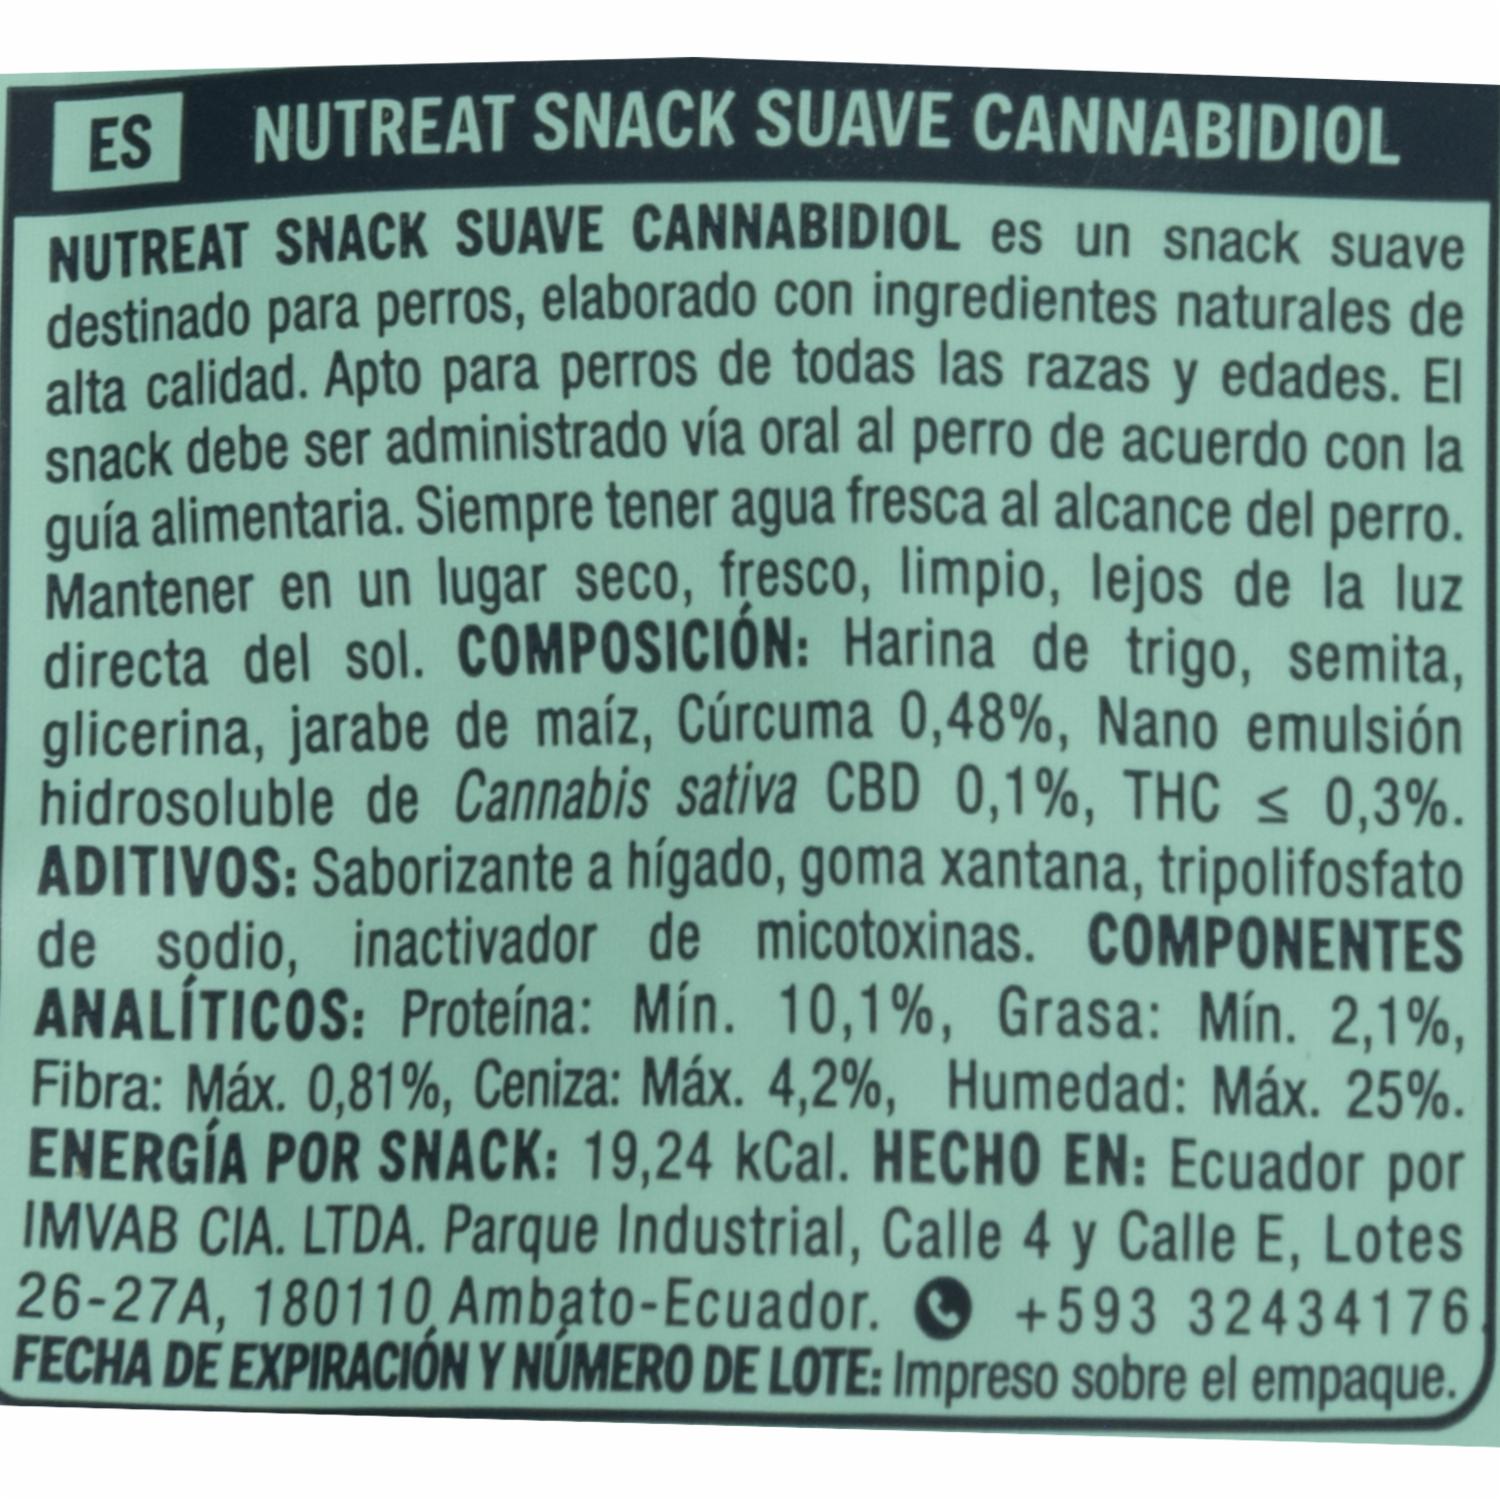 ES NUTREAT SNACK SUAVE CANNABIDIOL
NUTREAT SNACK SUAVE CANNABIDIOL es un snack suave
destinado para perros, elaborado con ingredientes naturales de
alta calidad. Apto para perros de todas las razas y edades. El
snack debe ser administrado vía oral al perro de acuerdo con la
guía alimentaria. Siempre tener agua fresca al alcance del perro.
Mantener en un lugar seco, fresco, limpio, lejos de la luz
directa del sol. COMPOSICIÓN: Harina de trigo, semita,
glicerina, jarabe de maíz, Cúrcuma 0,48%, Nano emulsión
hidrosoluble de Cannabis sativa CBD 0,1%, THC ≤ 0,3%.
ADITIVOS: Saborizante a hígado, goma xantana, tripolifosfato
de sodio, inactivador de micotoxinas. COMPONENTES
ANALÍTICOS: Proteína: Mín. 10,1%, Grasa: Mín. 2,1%,
Fibra: Máx. 0,81%, Ceniza: Máx. 4,2%, Humedad: Máx. 25%.
ENERGÍA POR SNACK: 19,24 kCal. HECHO EN: Ecuador por
IMVAB CIA. LTDA. Parque Industrial, Calle 4 y Calle E, Lotes
26-27A, 180110 Ambato-Ecuador. +593 32434176
FECHA DE EXPIRACIÓN Y NÚMERO DE LOTE: Impreso sobre el empaque.